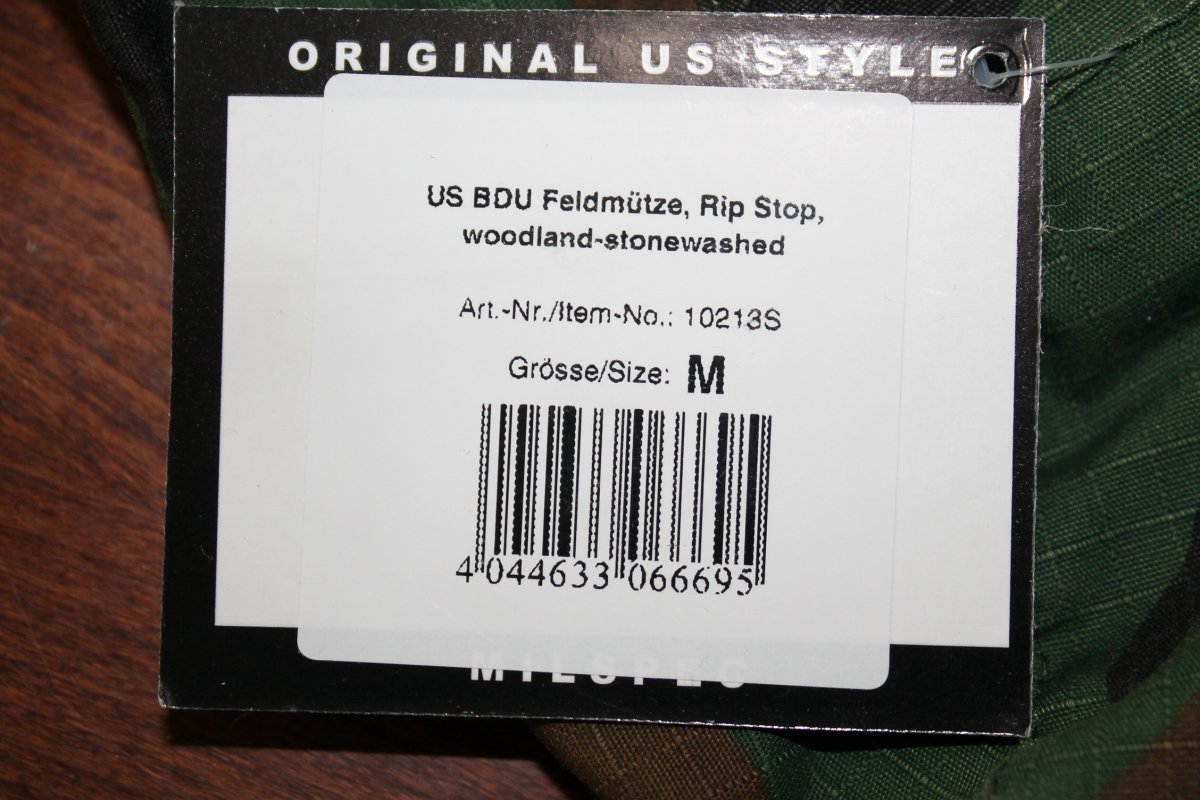 ORIGINAL US STYLE
US BDU Feldmütze, Rip Stop,
woodland-stonewashed
Art.-Nr./Item-No.: 10213S
Grösse/Size: M
4 044633 066695
MILSPEC